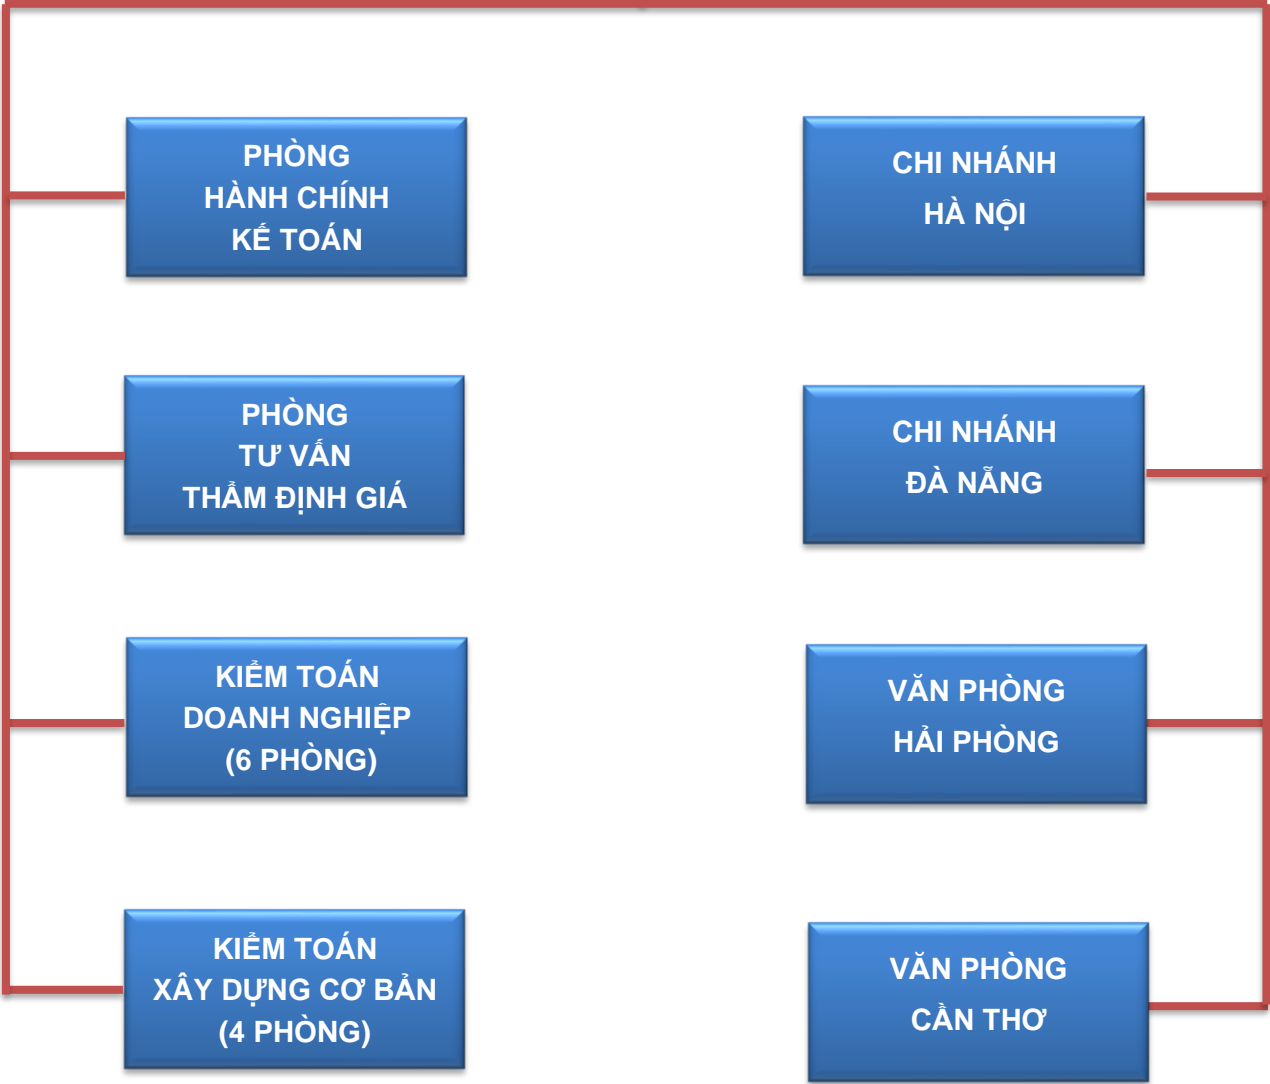 PHÒNG
HÀNH CHÍNH
KẾ TOÁN
CHI NHÁNH
HÀ NỘI
PHÒNG
TƯ VẤN
THẨM ĐỊNH GIÁ
CHI NHÁNH
ĐÀ NẴNG
KIỂM TOÁN
DOANH NGHIỆP
(6 PHÒNG)
VĂN PHÒNG
HẢI PHÒNG
KIỂM TOÁN
XÂY DỰNG CƠ BẢN
(4 PHÒNG)
VĂN PHÒNG
CẦN THƠ